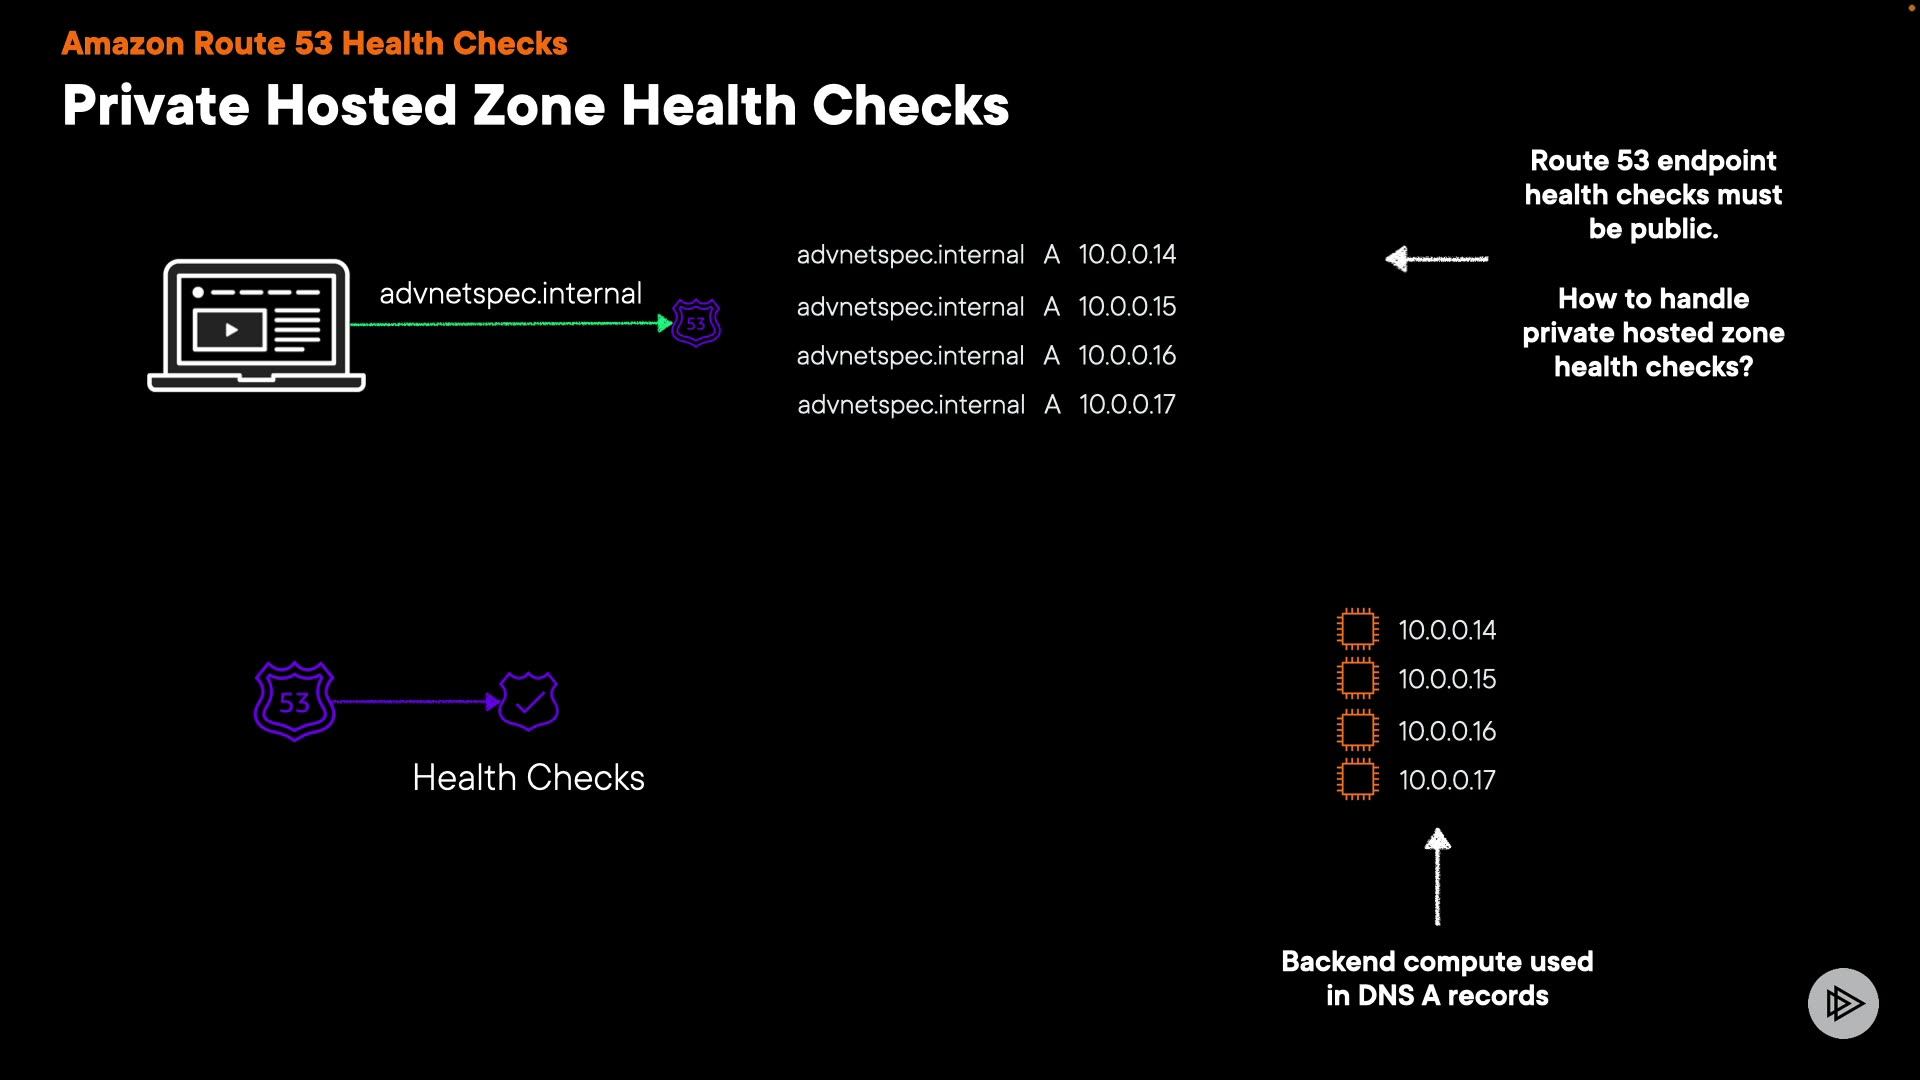 Amazon Route 53 Health Checks
Private Hosted Zone Health Checks
Route 53 endpoint
health checks must
be public.
How to handle
private hosted zone
health checks?
advnetspec.internal
53
advnetspec.internal A 10.0.0.14
advnetspec.internal A 10.0.0.15
advnetspec.internal A 10.0.0.16
advnetspec.internal A 10.0.0.17
53
Health Checks
10.0.0.14
10.0.0.15
10.0.0.16
10.0.0.17
Backend compute used
in DNS A records